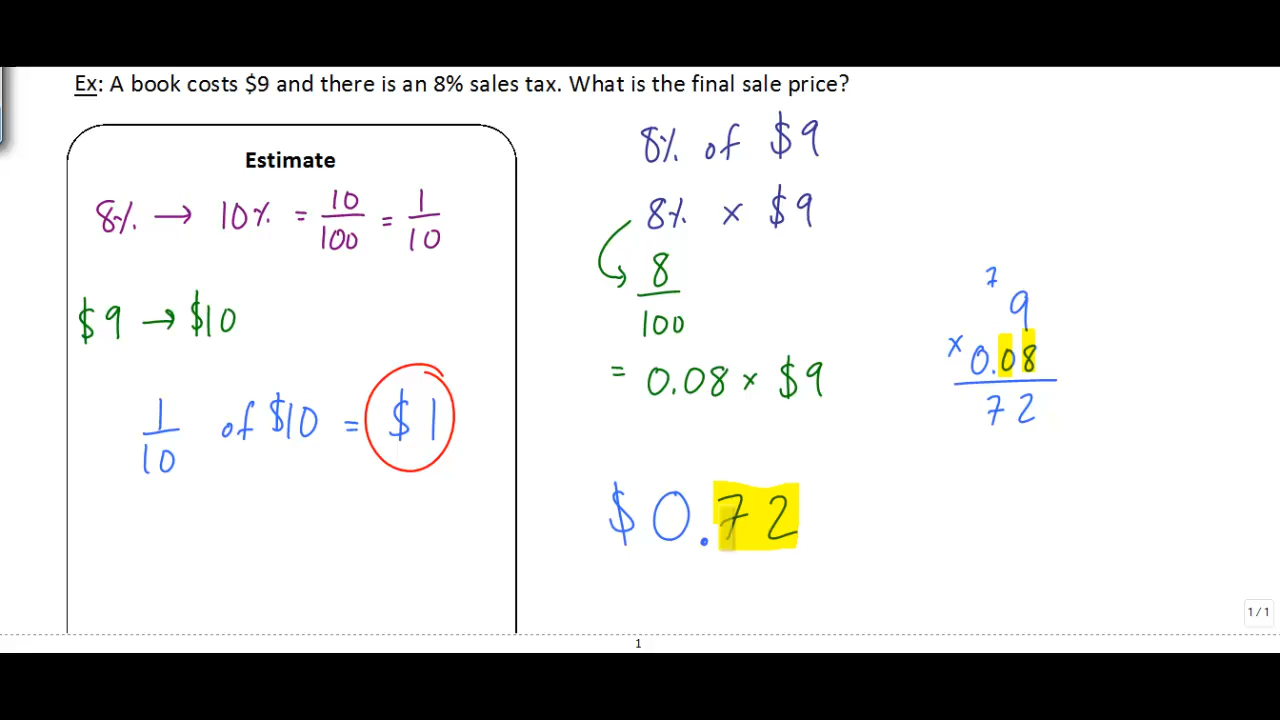 Ex: A book costs $9 and there is an 8% sales tax. What is the final sale price?
Estimate
8% → 10% = 10/100 = 1/10
$9 → $10
1/10 of $10 = $1
8% of $9
8% x $9
8/100
= 0.08 x $9
$0.72
7
9
x 0.08
72
1 / 1
1